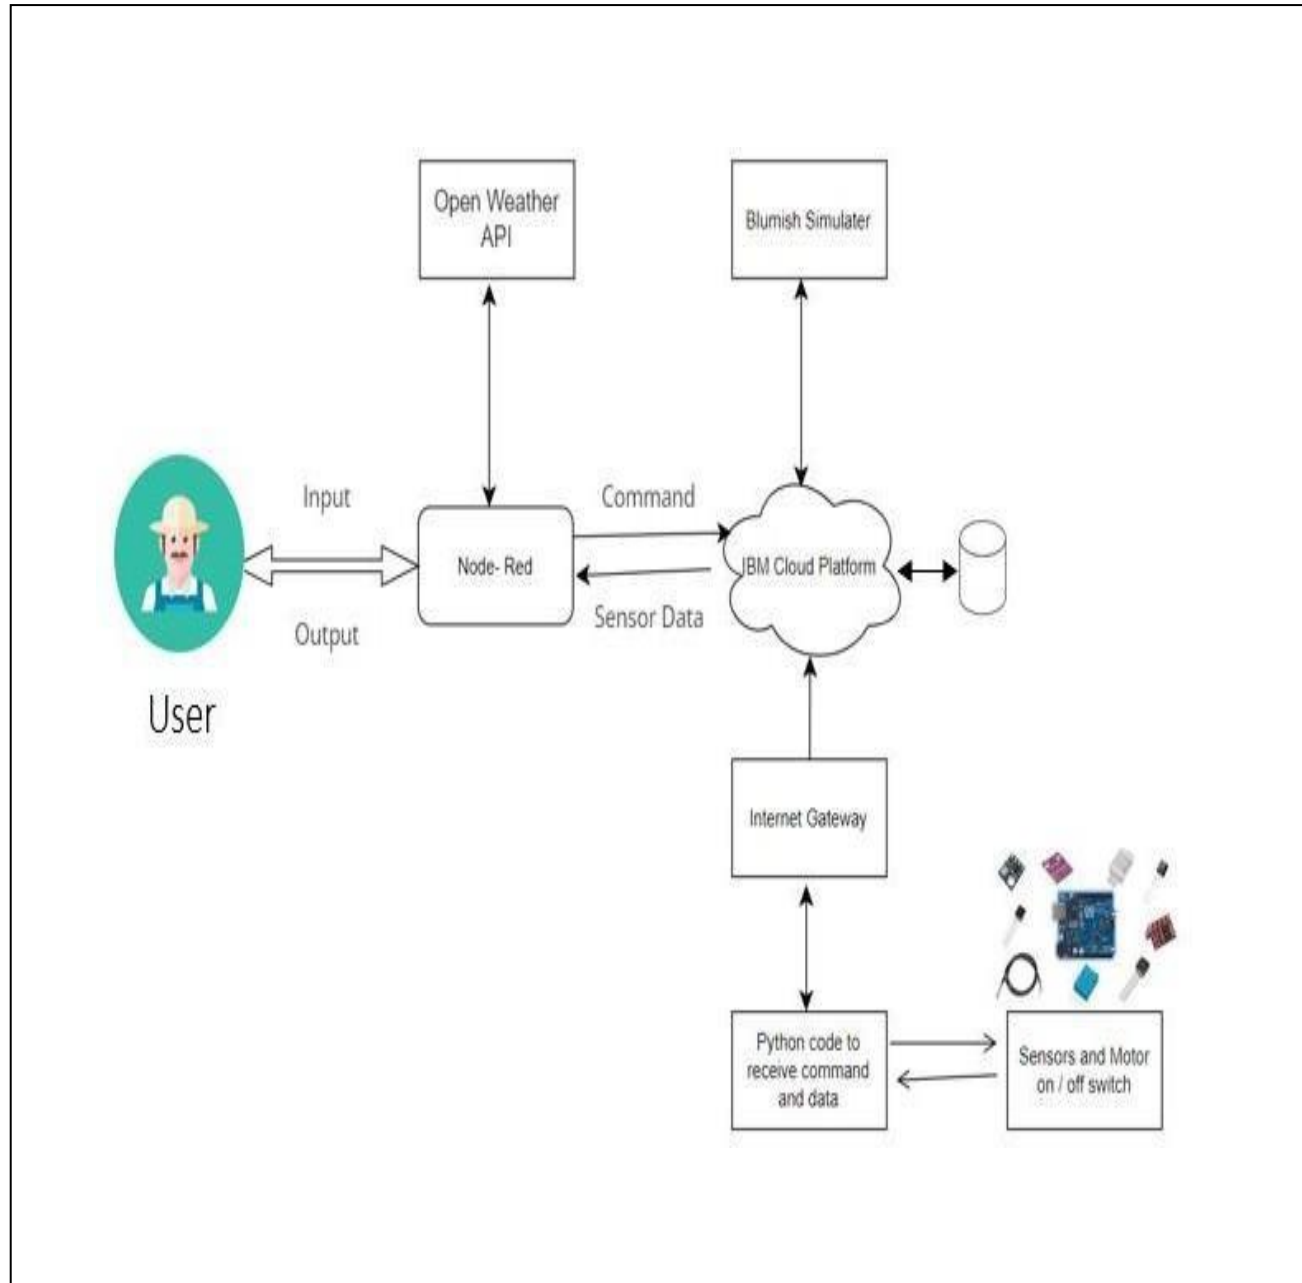 Open Weather
API
Blumish Simulater
Input
Command
Node- Red
IBM Cloud Platform
Output
Sensor Data
User
Internet Gateway
Python code to
receive command
and data
Sensors and Motor
on / off switch